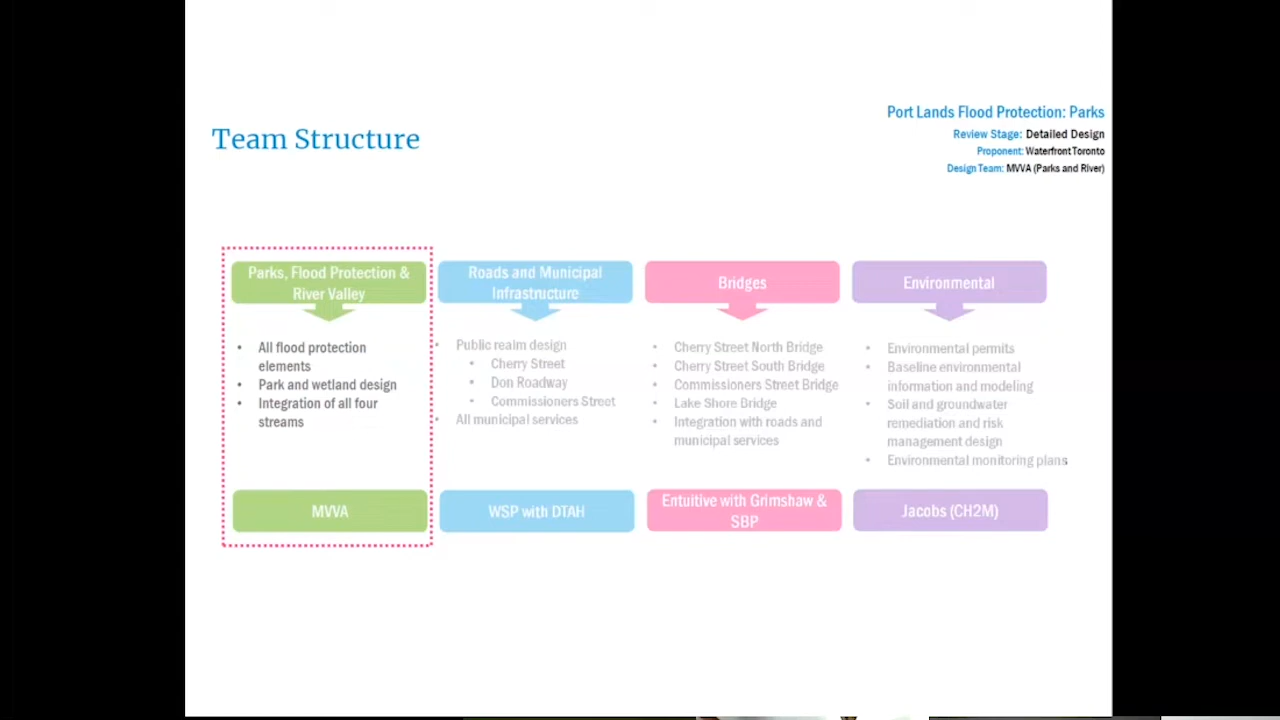 Port Lands Flood Protection: Parks
Team Structure
Review Stage: Detailed Design
Proponent: Waterfront Toronto
Design Team: MVVA (Parks and River)
Parks, Flood Protection &
River Valley
• All flood protection
elements
• Park and wetland design
• Integration of all four
streams
MVVA
Roads and Municipal
Infrastructure
• Public realm design
• Cherry Street
• Don Roadway
• Commissioners Street
• All municipal services
WSP with DTAH
Bridges
• Cherry Street North Bridge
• Cherry Street South Bridge
• Commissioners Street Bridge
• Lake Shore Bridge
• Integration with roads and
municipal services
Entuitive with Grimshaw &
SBP
Environmental
• Environmental permits
• Baseline environmental
information and modeling
• Soil and groundwater
remediation and risk
management design
• Environmental monitoring plans
Jacobs (CH2M)